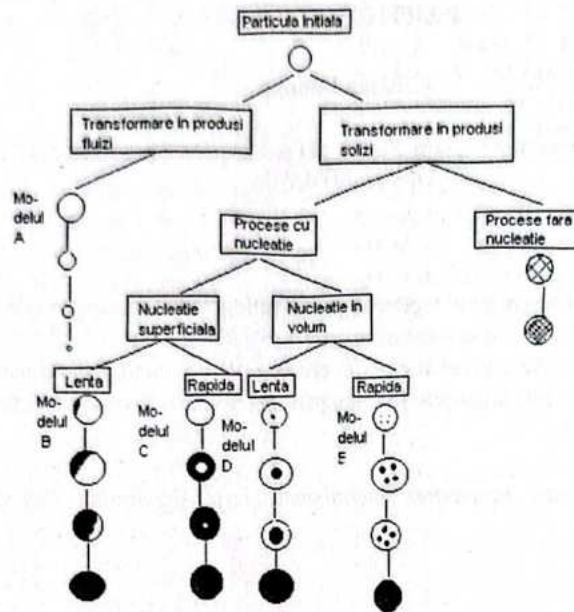 Particula initiala
Transformare in produsi
fluizi
Transformare in produsi
solizi
Mo-
delul
A
Procese cu
nucleatie
Procese fara
nucleatie
Nucleatie
superficiala
Nucleatie in
volum
Lenta
Rapida
Lenta
Rapida
Mo-
delul
B
Mo-
delul
C
Mo-
delul
D
Mo-
delul
E